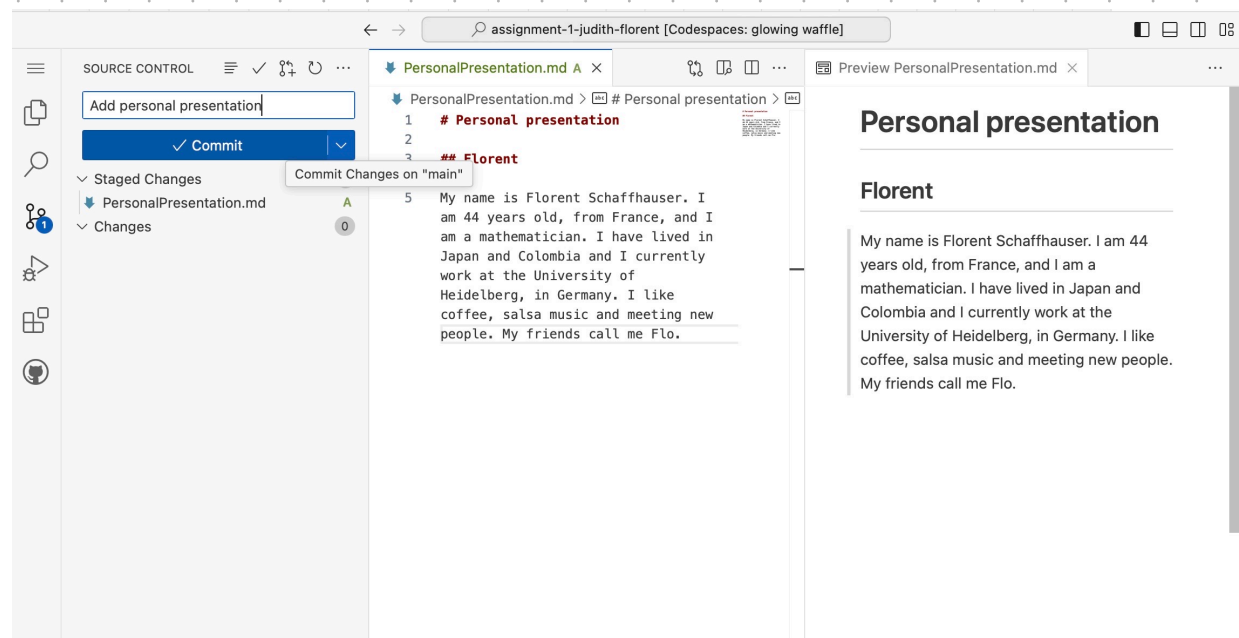 assignment-1-judith-florent [Codespaces: glowing waffle]
SOURCE CONTROL
Add personal presentation
Commit
Commit Changes on "main"
Staged Changes
PersonalPresentation.md A
Changes 0
1
PersonalPresentation.md A
PersonalPresentation.md > # Personal presentation >
1 # Personal presentation
2
3 ## Florent
5 My name is Florent Schaffhauser. I
am 44 years old, from France, and I
am a mathematician. I have lived in
Japan and Colombia and I currently
work at the University of
Heidelberg, in Germany. I like
coffee, salsa music and meeting new
people. My friends call me Flo.
Preview PersonalPresentation.md
Personal presentation
Florent
My name is Florent Schaffhauser. I am 44
years old, from France, and I am a
mathematician. I have lived in Japan and
Colombia and I currently work at the
University of Heidelberg, in Germany. I like
coffee, salsa music and meeting new people.
My friends call me Flo.